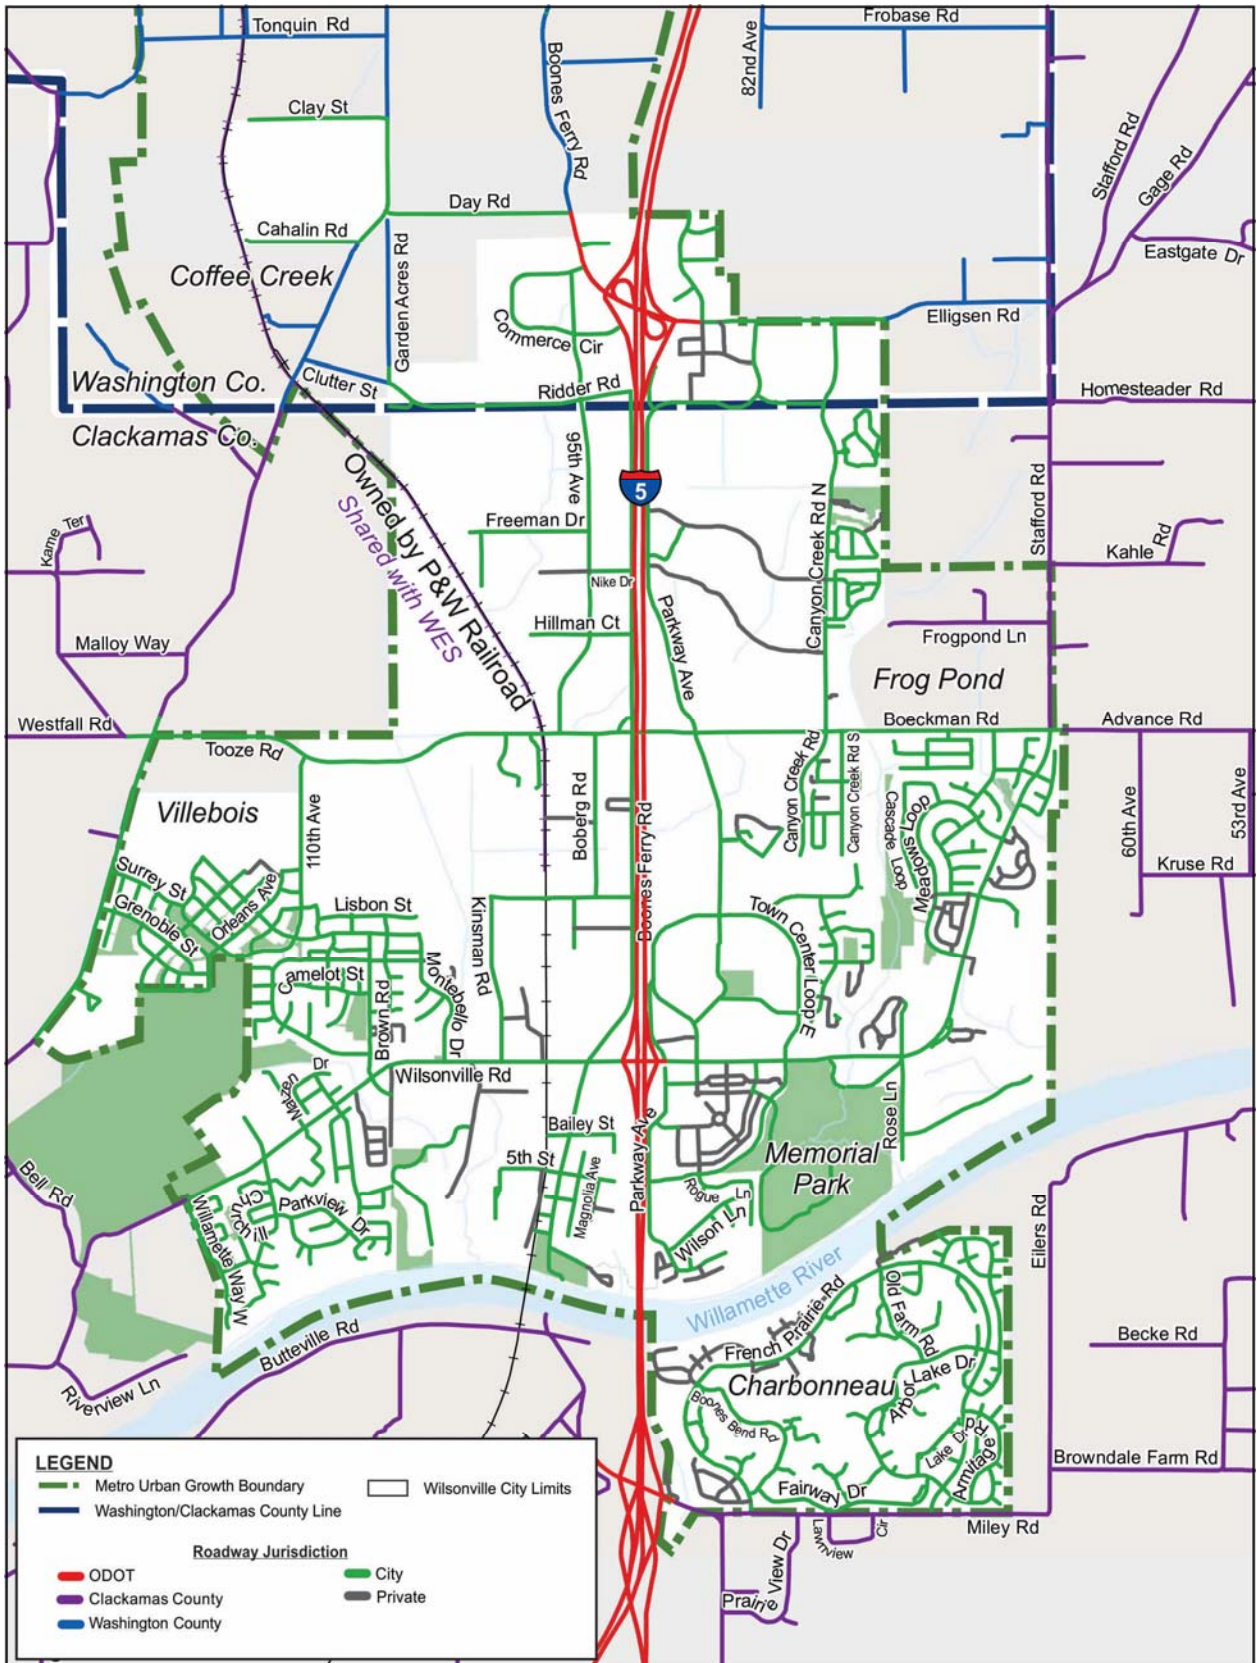 Tonquin Rd
Frobase Rd
82nd Ave
Boones Ferry Rd
Clay St
Stafford Rd
Gage Rd
Day Rd
Cahalin Rd
Eastgate Dr
Coffee Creek
Garden Acres Rd
Elligsen Rd
Commerce Cir
Washington Co.
Clutter St
Ridder Rd
Homesteader Rd
Clackamas Co.
95th Ave
5
Owned by P&W Railroad
Shared with WES
Canyon Creek Rd N
Stafford Rd
Kame Ter
Freeman Dr
Kahle Rd
Nike Dr
Parkway Ave
Hillman Ct
Frogpond Ln
Malloy Way
Frog Pond
Westfall Rd
Boeckman Rd
Advance Rd
Tooze Rd
Canyon Creek Rd
Canyon Creek Rd S
Villebois
110th Ave
Boberg Rd
Boones Ferry Rd
Cascade Loop
Meadows Loop
60th Ave
53rd Ave
Kruse Rd
Surrey St
Orleans Ave
Grenoble St
Lisbon St
Kinsman Rd
Town Center Loop E
Camelot St
Brown Rd
Montebello Dr
Wilsonville Rd
Dr
Rose Ln
Bailey St
5th St
Magnolia Ave
Parkway Ave
Memorial
Park
Bell Rd
Churchill
Parkview Dr
Willamette Way W
Rogue Ln
Wilson Ln
Eilers Rd
Willamette River
Old Farm Rd
French Prairie Rd
Butteville Rd
Becke Rd
Riverview Ln
Charbonneau
Arbor Lake Dr
Boones Bend Rd
Lake Dr
Armitage Rd
Browndale Farm Rd
Fairway Dr
Miley Rd
Lawnview Cir
Prairie View Dr
LEGEND
Metro Urban Growth Boundary
Wilsonville City Limits
Washington/Clackamas County Line
Roadway Jurisdiction
ODOT
City
Clackamas County
Private
Washington County